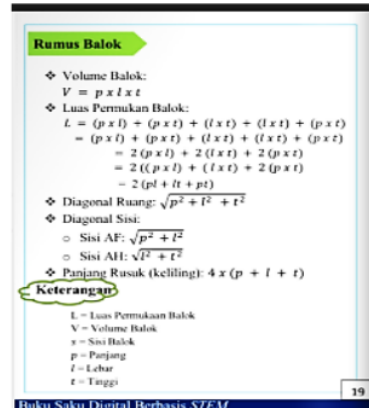 Rumus Balok
❖ Volume Balok:
V = p x l x t
❖ Luas Permukan Balok:
L = (p x l) + (p x t) + (l x t) + (l x t) + (p x t)
= (p x l) + (p x t) + (l x t) + (l x t) + (p x t)
= 2 (p x l) + 2 (l x t) + 2 (p x t)
= 2 ((p x l) + (l x t) + 2 (p x t)
= 2 (pl + lt + pt)
❖ Diagonal Ruang: √p² + l² + t²
❖ Diagonal Sisi:
○ Sisi AF: √p² + l²
○ Sisi AH: √l² + t²
❖ Panjang Rusuk (keliling): 4 x (p + l + t)
Keterangan
L = Luas Permukaan Balok
V = Volume Balok
s = Sisi Balok
p = Panjang
l = Lebar
t = Tinggi
19
Buku Saku Digital Berbasis STEM